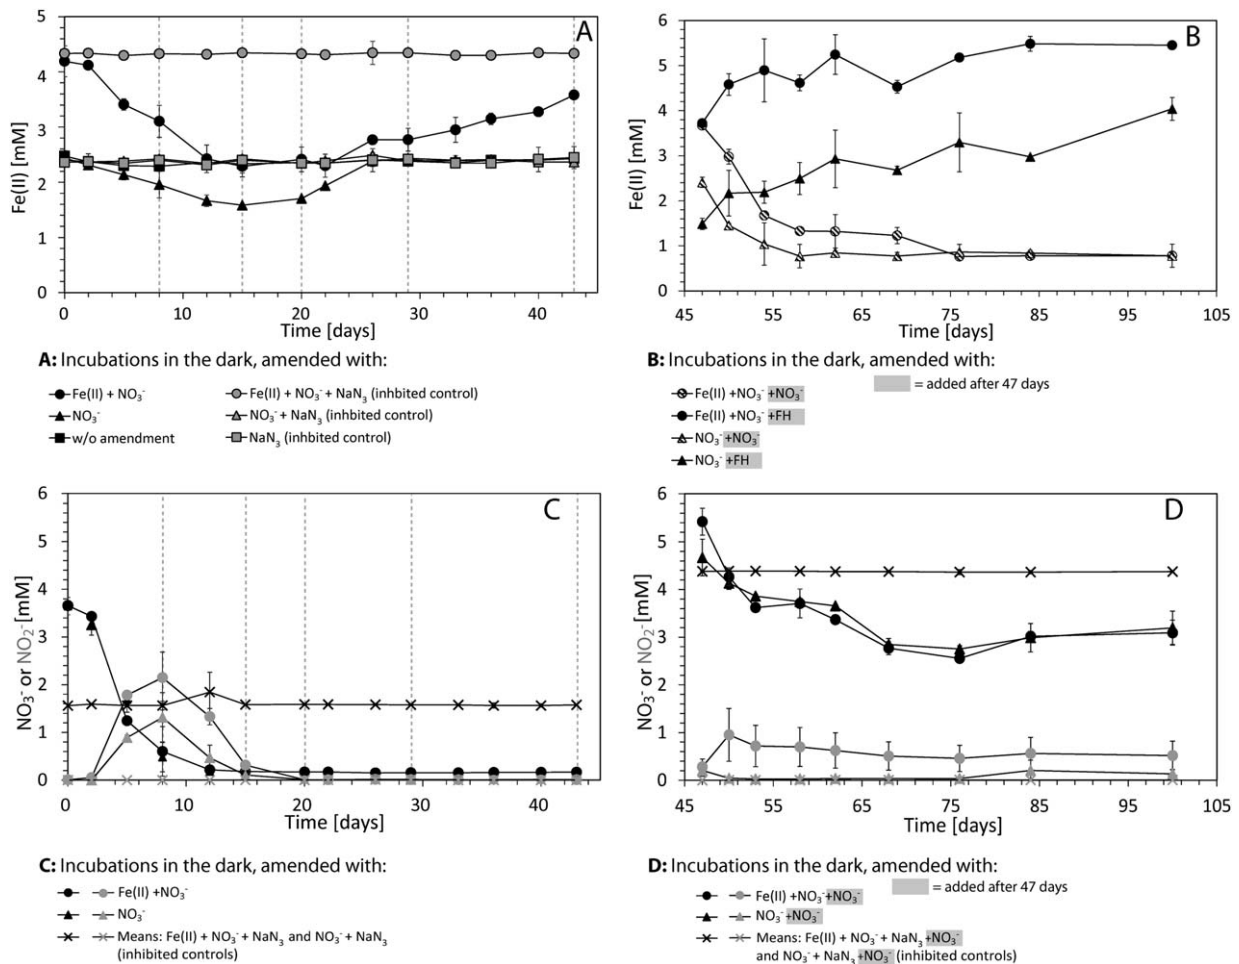 A
Fe(II) [mM]
5
4
3
2
1
0
0 10 20 30 40
Time [days]
A: Incubations in the dark, amended with:
Fe(II) + NO₃⁻
Fe(II) + NO₃⁻ + NaN₃ (inhbited control)
NO₃⁻
NO₃⁻ + NaN₃ (inhbited control)
w/o amendment
NaN₃ (inhbited control)
B
Fe(II) [mM]
6
5
4
3
2
1
0
45 55 65 75 85 95 105
Time [days]
B: Incubations in the dark, amended with:
= added after 47 days
Fe(II) +NO₃⁻ +NO₃⁻
Fe(II) +NO₃⁻ +FH
NO₃⁻ +NO₃⁻
NO₃⁻ +FH
C
NO₃⁻ or NO₂⁻ [mM]
6
5
4
3
2
1
0
0 10 20 30 40
Time [days]
C: Incubations in the dark, amended with:
Fe(II) +NO₃⁻
NO₃⁻
Means: Fe(II) + NO₃⁻ + NaN₃ and NO₃⁻ + NaN₃
(inhibited controls)
D
NO₃⁻ or NO₂⁻ [mM]
6
5
4
3
2
1
0
45 55 65 75 85 95 105
Time [days]
D: Incubations in the dark, amended with:
= added after 47 days
Fe(II) +NO₃⁻ +NO₃⁻
NO₃⁻ +NO₃⁻
Means: Fe(II) + NO₃⁻ + NaN₃ +NO₃⁻
and NO₃⁻ + NaN₃ +NO₃⁻ (inhibited controls)